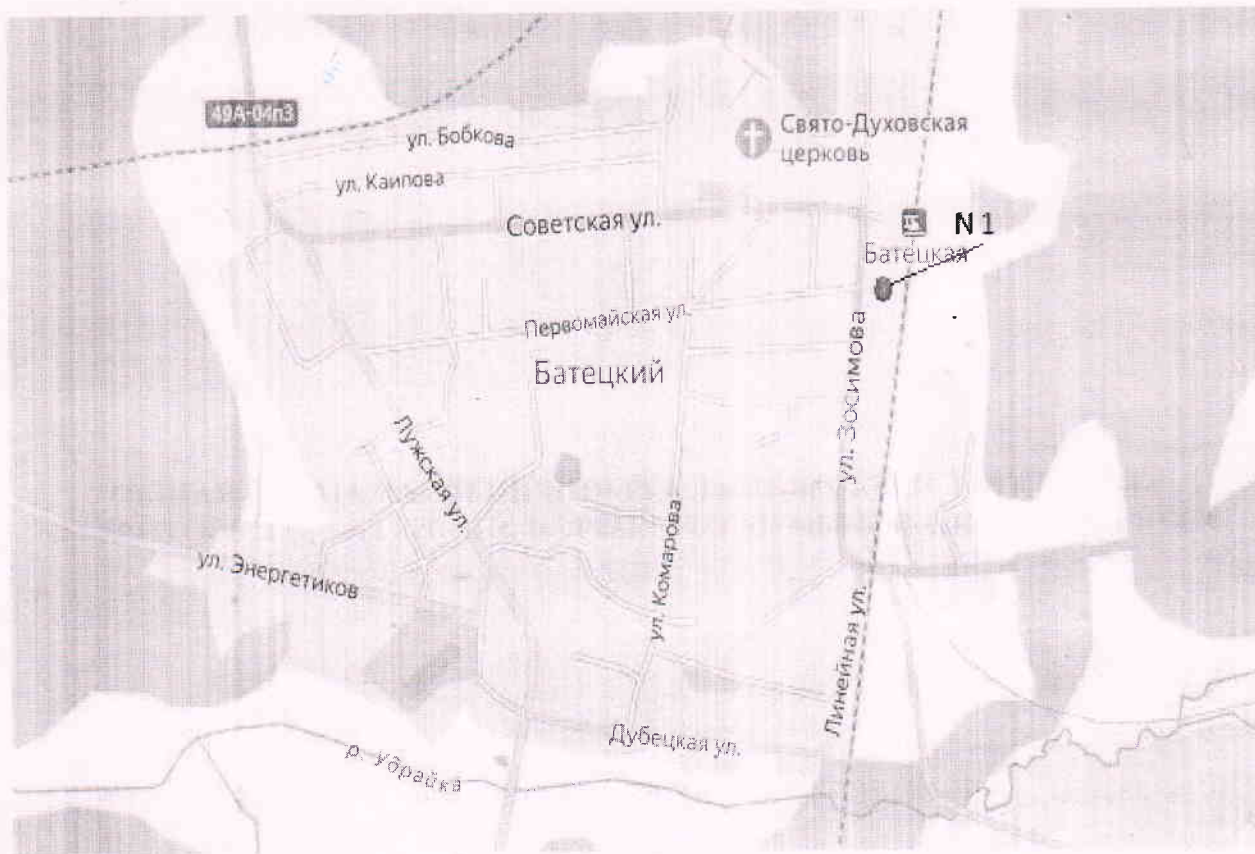 49А-04п3
ул. Бобкова
Свято-Духовская
церковь
ул. Каипова
Советская ул.
N 1
Батецкая
Первомайская ул.
Батецкий
ул. Зосимова
Лужская ул.
ул. Энергетиков
ул. Комарова
Линейная ул.
Дубецкая ул.
р. Удрайка